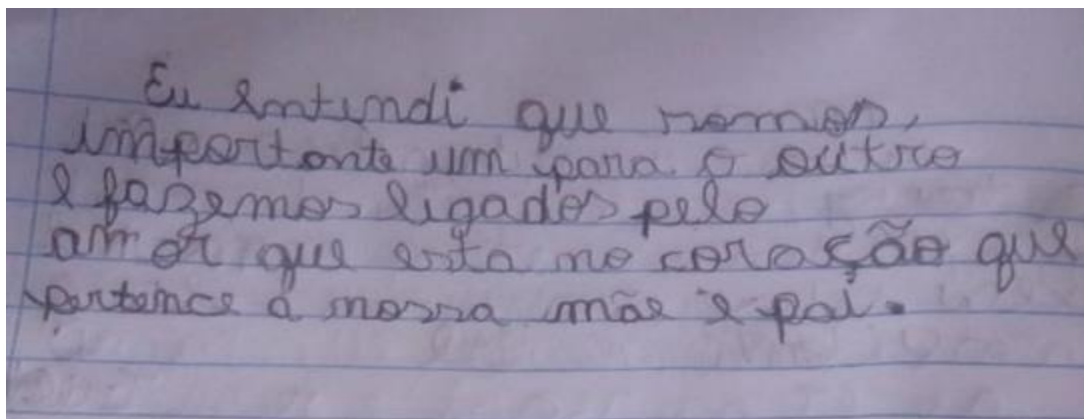 Eu entendi que somos,
importante um para o outro
e fazemos ligados pelo
amor que esta no coração que
pertence a nossa mãe e pai.